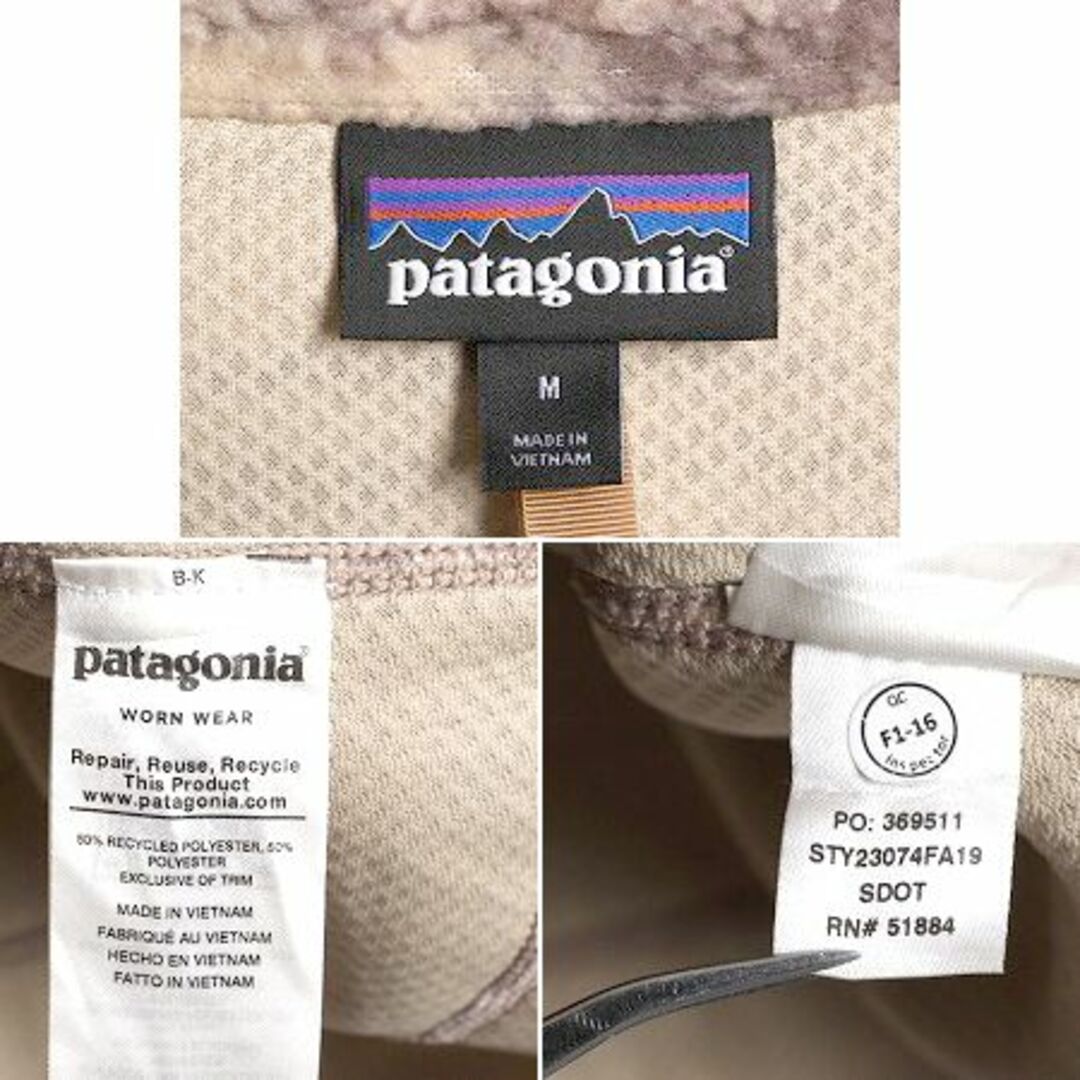 patagonia®
M
MADE IN
VIETNAM
B-K
patagonia®
WORN WEAR
Repair, Reuse, Recycle
This Product
www.patagonia.com
50% RECYCLED POLYESTER, 50%
POLYESTER
EXCLUSIVE OF TRIM
MADE IN VIETNAM
FABRIQUÉ AU VIETNAM
HECHO EN VIETNAM
FATTO IN VIETNAM
QC
F1-16
Inspector
PO: 369511
STY23074FA19
SDOT
RN# 51884